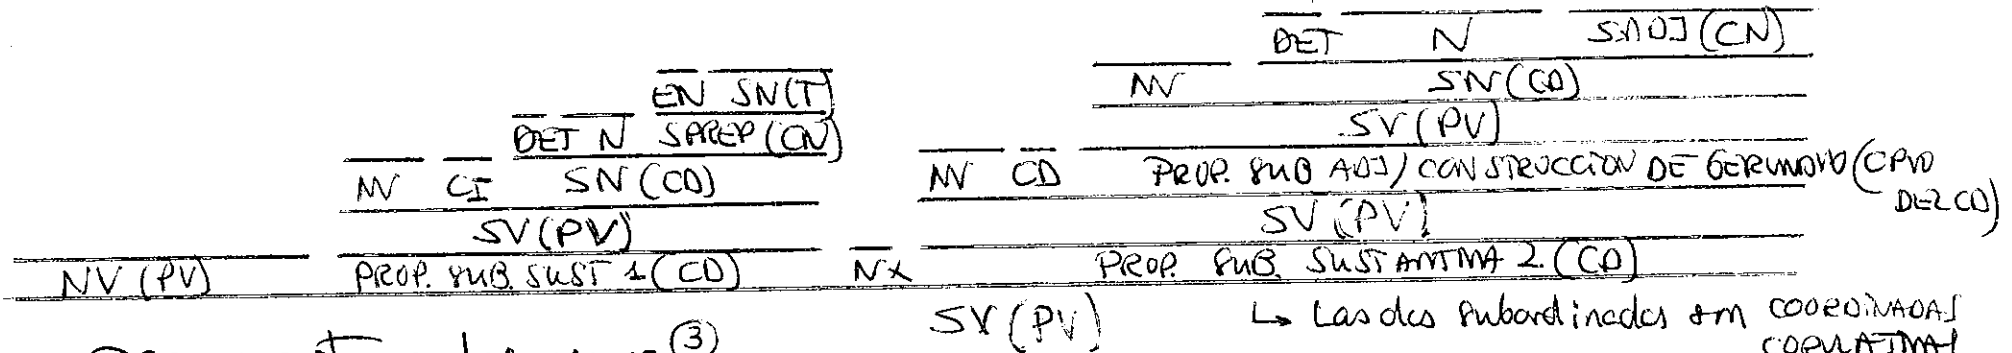 DET N SADJ (CN)
EN SN(T) NV SN (CD)
DET N SPREP (CN) SV (PV)
NV CI SN (CD) NV CD PROP. SUB ADJ / CONSTRUCCIÓN DE GERUNDIO (CPVO
DEL CD)
SV (PV) SV (PV)
NV (PV) PROP. SUB. SUST 1 (CD) NX PROP. SUB. SUSTANTIVA 2 (CD)
SV (PV) ↳ Las dos subordinadas son COORDINADAS
(3) COPULATIVAS